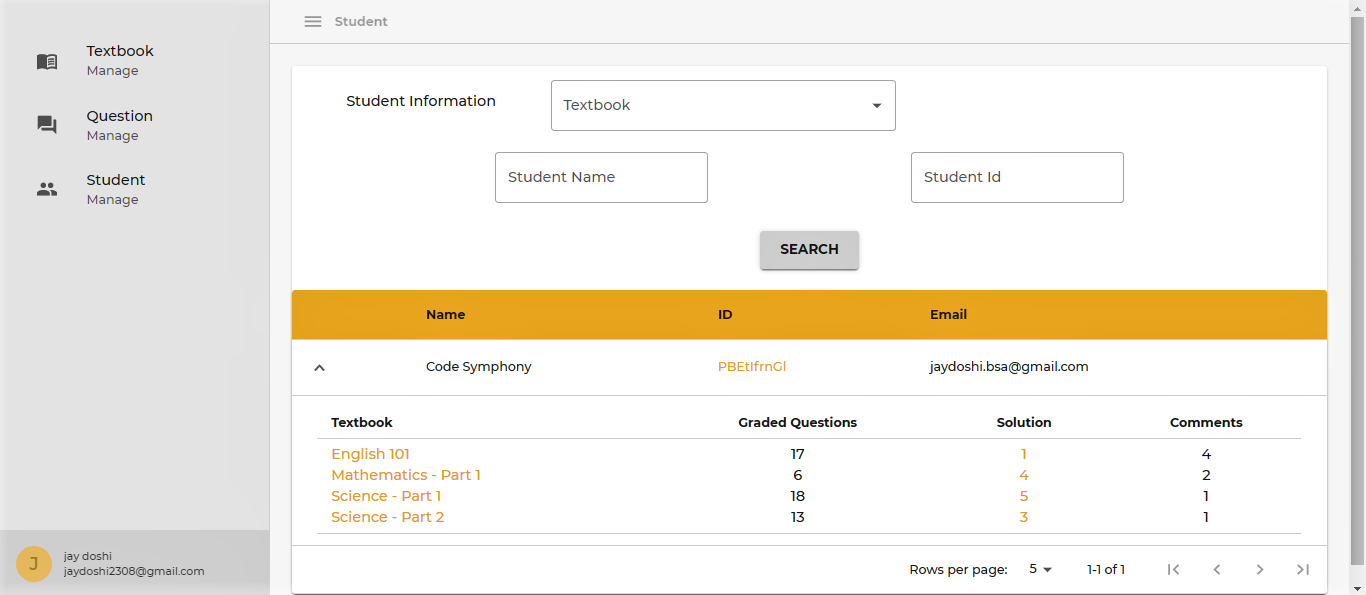 Textbook
Manage
Question
Manage
Student
Manage
J
jay doshi
jaydoshi2308@gmail.com
Student
Student Information
Textbook
Student Name
Student Id
SEARCH
Name ID Email
Code Symphony PBEtIfrnGl jaydoshi.bsa@gmail.com
Textbook Graded Questions Solution Comments
English 101 17 1 4
Mathematics - Part 1 6 4 2
Science - Part 1 18 5 1
Science - Part 2 13 3 1
Rows per page: 5 1-1 of 1